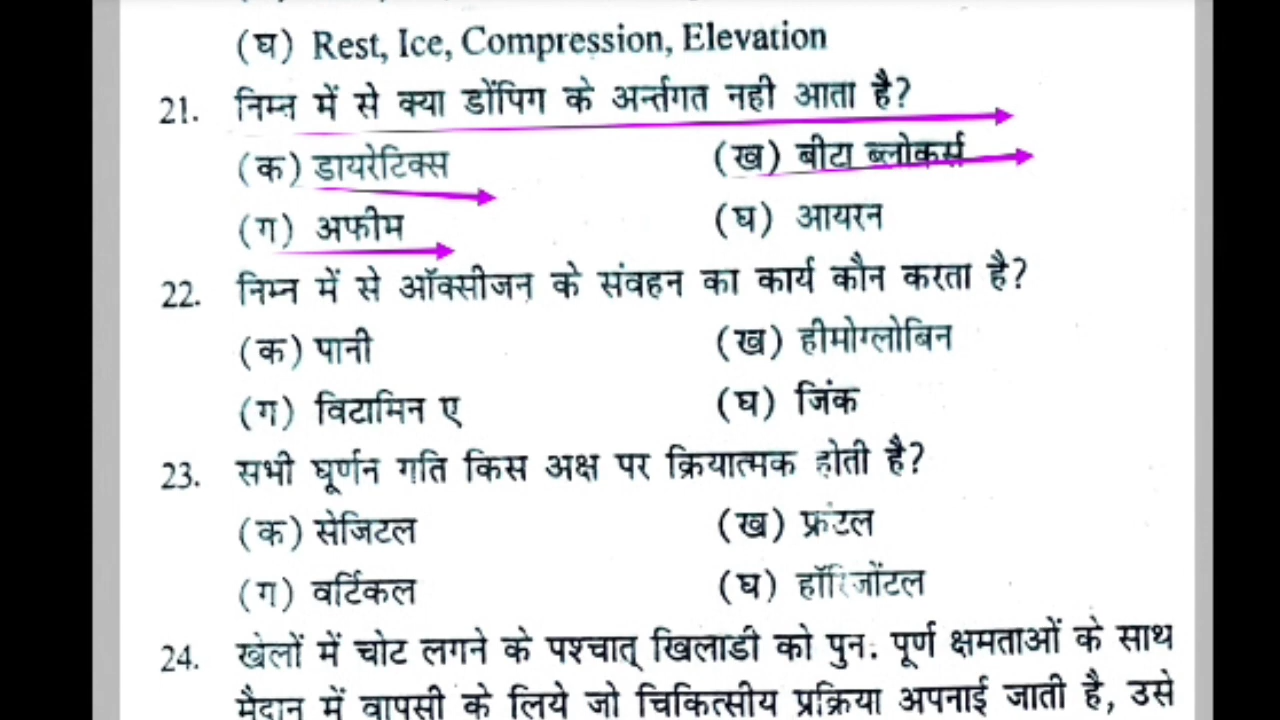 (घ) Rest, Ice, Compression, Elevation
21. निम्न में से क्या डोंपिग के अर्न्तगत नही आता है?
(क) डायरेटिक्स (ख) बीटा ब्लोकर्स
(ग) अफीम (घ) आयरन
22. निम्न में से ऑक्सीजन के संवहन का कार्य कौन करता है?
(क) पानी (ख) हीमोग्लोबिन
(ग) विटामिन ए (घ) जिंक
23. सभी घूर्णन गति किस अक्ष पर क्रियात्मक होती है?
(क) सेजिटल (ख) फ्रंटल
(ग) वर्टिकल (घ) हॉरिजोंटल
24. खेलों में चोट लगने के पश्चात् खिलाडी को पुन: पूर्ण क्षमताओं के साथ
मैदान में वापसी के लिये जो चिकित्सीय प्रक्रिया अपनाई जाती है, उसे